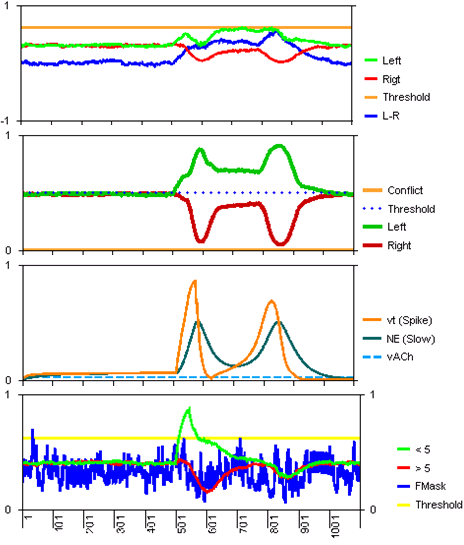 1
Left
Rigt
Threshold
L-R
-1
1
Conflict
Threshold
Left
Right
0
1
vt (Spike)
NE (Slow)
vACh
0
1
1
< 5
> 5
FMask
Threshold
0
0
1
101
201
301
401
501
601
701
801
901
1001